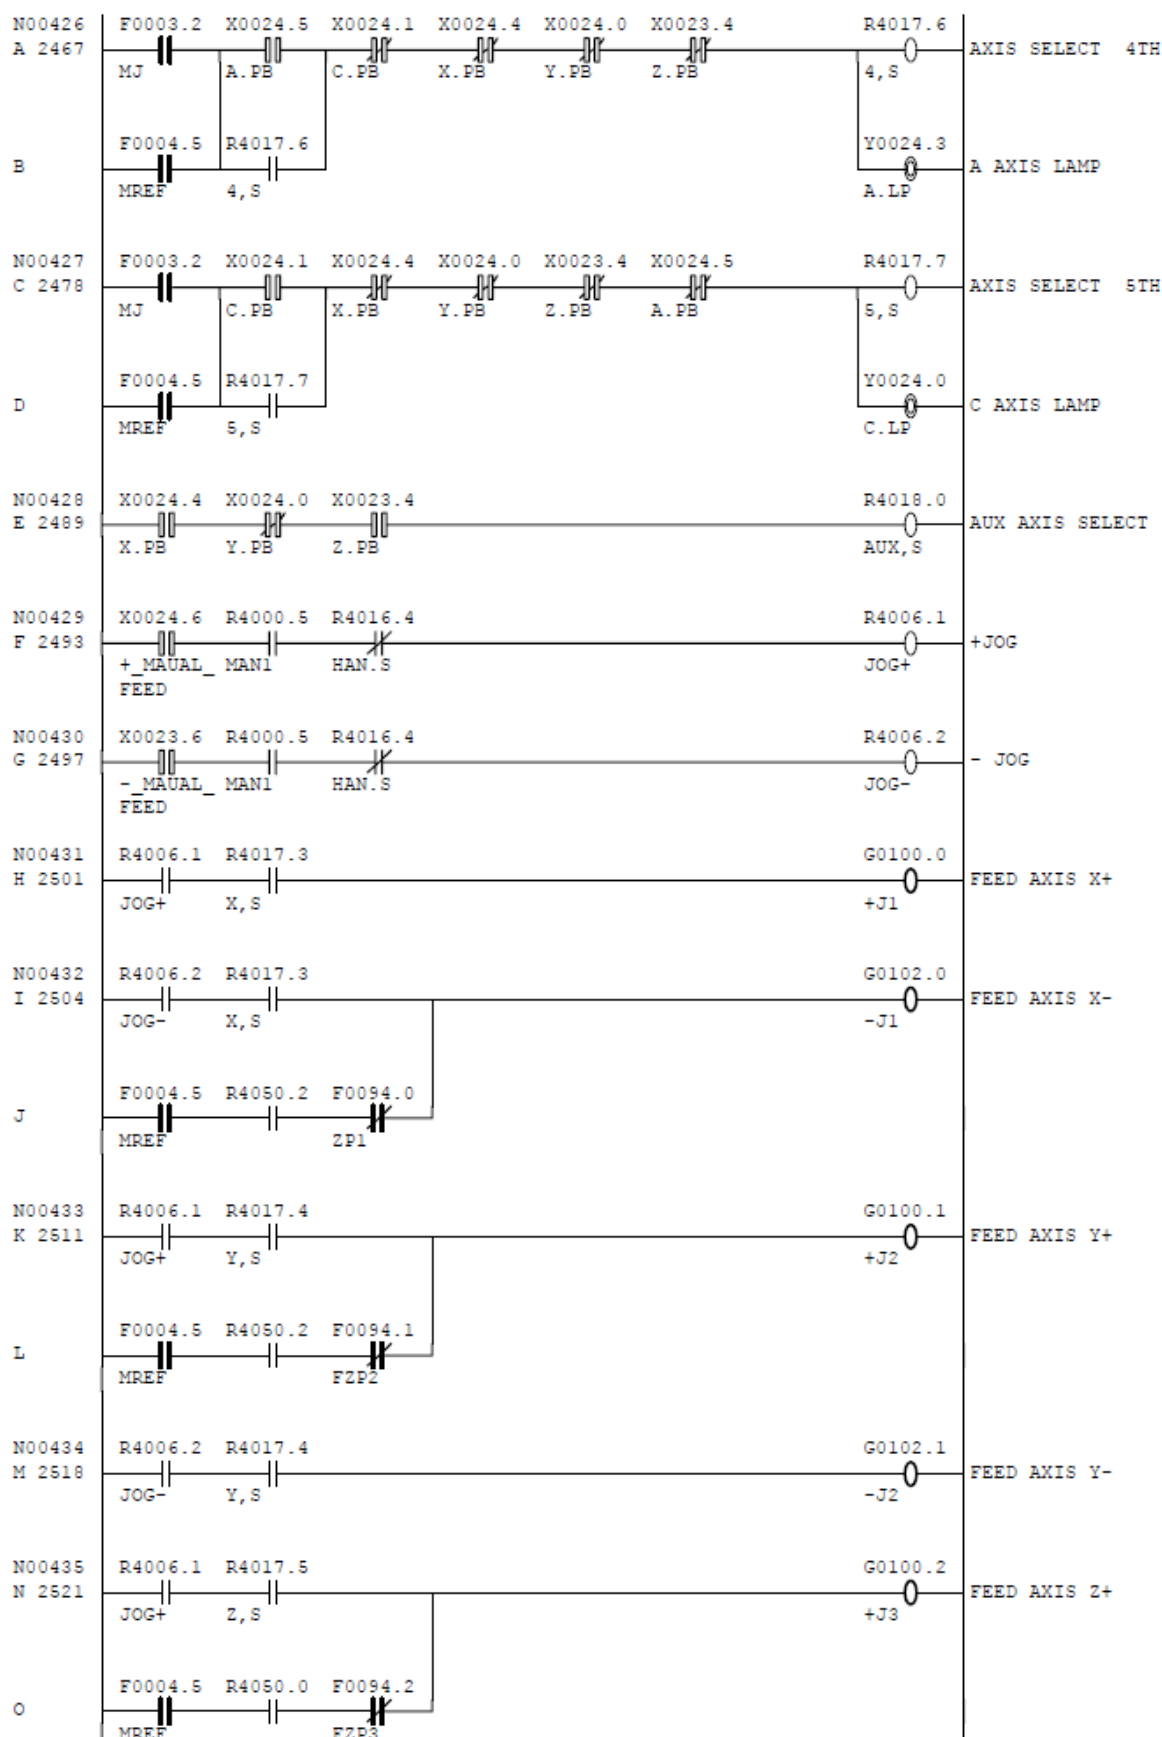 N00426 F0003.2 X0024.5 X0024.1 X0024.4 X0024.0 X0023.4 R4017.6
A 2467 AXIS SELECT 4TH
MJ A.PB C.PB X.PB Y.PB Z.PB 4,S
F0004.5 R4017.6 Y0024.3
B A AXIS LAMP
MREF 4,S A.LP
N00427 F0003.2 X0024.1 X0024.4 X0024.0 X0023.4 X0024.5 R4017.7
C 2478 AXIS SELECT 5TH
MJ C.PB X.PB Y.PB Z.PB A.PB 5,S
F0004.5 R4017.7 Y0024.0
D C AXIS LAMP
MREF 5,S C.LP
N00428 X0024.4 X0024.0 X0023.4 R4018.0
E 2489 AUX AXIS SELECT
X.PB Y.PB Z.PB AUX,S
N00429 X0024.6 R4000.5 R4016.4 R4006.1
F 2493 +JOG
+_MAUAL_ MAN1 HAN.S JOG+
FEED
N00430 X0023.6 R4000.5 R4016.4 R4006.2
G 2497 - JOG
-_MAUAL_ MAN1 HAN.S JOG-
FEED
N00431 R4006.1 R4017.3 G0100.0
H 2501 FEED AXIS X+
JOG+ X,S +J1
N00432 R4006.2 R4017.3 G0102.0
I 2504 FEED AXIS X-
JOG- X,S -J1
F0004.5 R4050.2 F0094.0
J
MREF ZP1
N00433 R4006.1 R4017.4 G0100.1
K 2511 FEED AXIS Y+
JOG+ Y,S +J2
F0004.5 R4050.2 F0094.1
L
MREF FZP2
N00434 R4006.2 R4017.4 G0102.1
M 2518 FEED AXIS Y-
JOG- Y,S -J2
N00435 R4006.1 R4017.5 G0100.2
N 2521 FEED AXIS Z+
JOG+ Z,S +J3
F0004.5 R4050.0 F0094.2
O
MREF FZP3